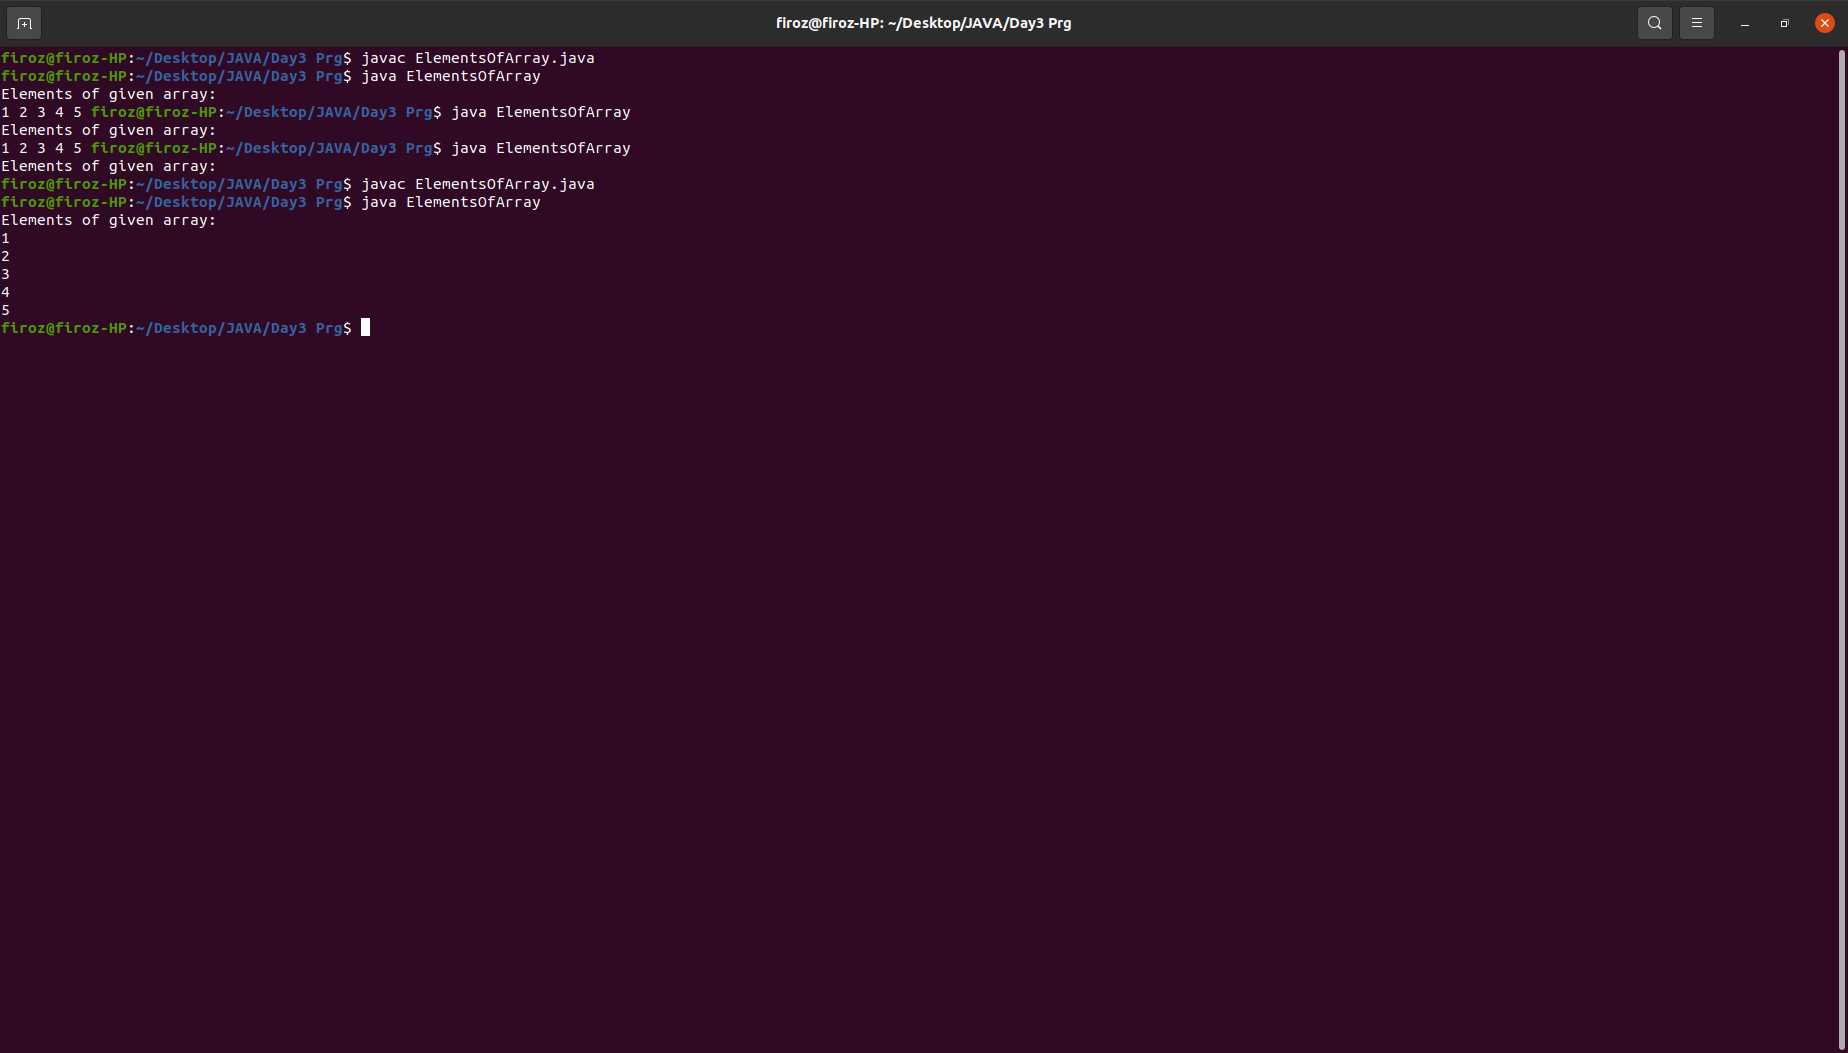 firoz@firoz-HP: ~/Desktop/JAVA/Day3 Prg
firoz@firoz-HP:~/Desktop/JAVA/Day3 Prg$ javac ElementsOfArray.java
firoz@firoz-HP:~/Desktop/JAVA/Day3 Prg$ java ElementsOfArray
Elements of given array:
1 2 3 4 5 firoz@firoz-HP:~/Desktop/JAVA/Day3 Prg$ java ElementsOfArray
Elements of given array:
1 2 3 4 5 firoz@firoz-HP:~/Desktop/JAVA/Day3 Prg$ java ElementsOfArray
Elements of given array:
firoz@firoz-HP:~/Desktop/JAVA/Day3 Prg$ javac ElementsOfArray.java
firoz@firoz-HP:~/Desktop/JAVA/Day3 Prg$ java ElementsOfArray
Elements of given array:
1
2
3
4
5
firoz@firoz-HP:~/Desktop/JAVA/Day3 Prg$